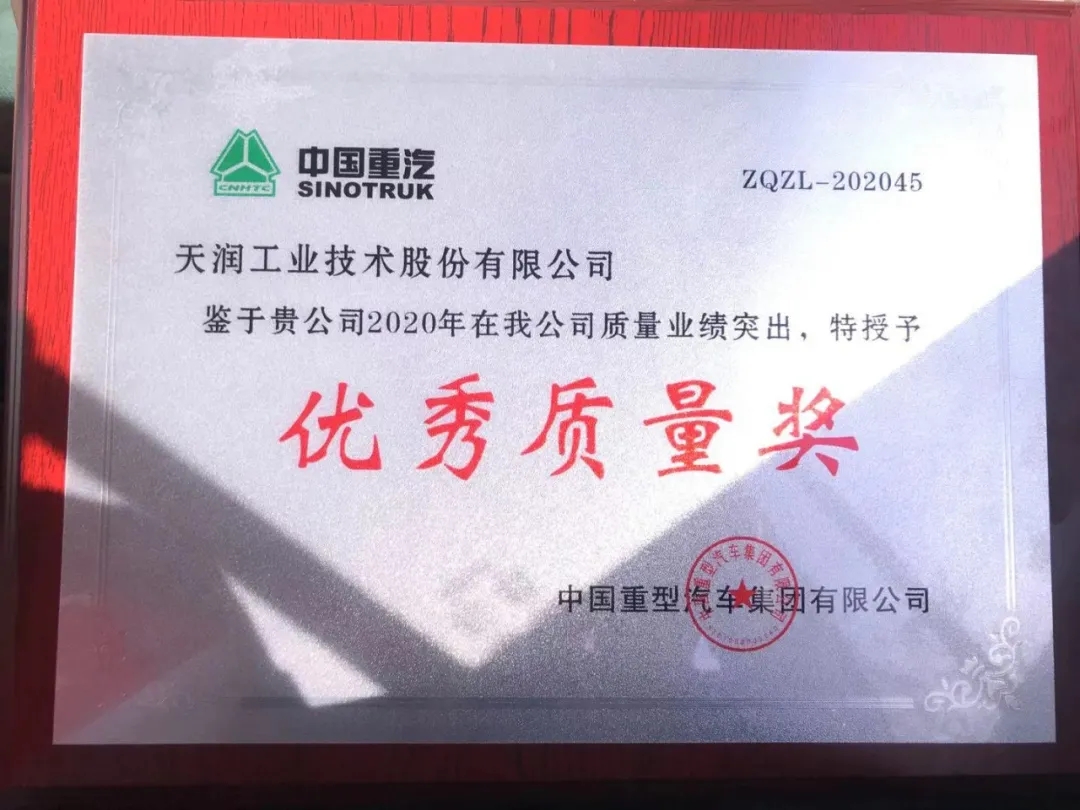 中国重汽
CNHTC
SINOTRUK
ZQZL-202045
天润工业技术股份有限公司
鉴于贵公司2020年在我公司质量业绩突出，特授予
优秀质量奖
中国重型汽车集团有限公司